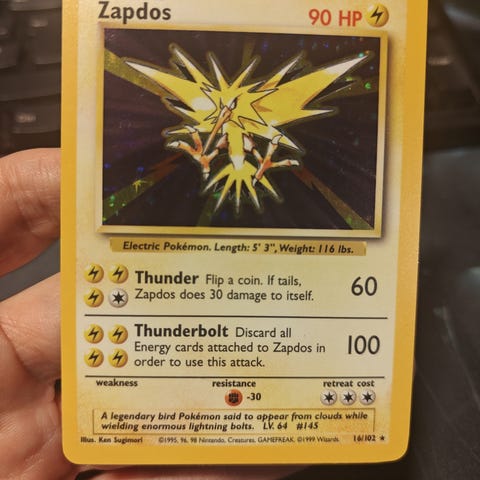 Zapdos 90 HP
Electric Pokémon. Length: 5' 3", Weight: 116 lbs.
Thunder Flip a coin. If tails,
Zapdos does 30 damage to itself. 60
Thunderbolt Discard all
Energy cards attached to Zapdos in 100
order to use this attack.
weakness resistance retreat cost
-30
A legendary bird Pokémon said to appear from clouds while
wielding enormous lightning bolts. LV. 64 #145
Illus. Ken Sugimori ©1995, 96, 98 Nintendo, Creatures, GAMEFREAK. ©1999 Wizards. 16/102 ★